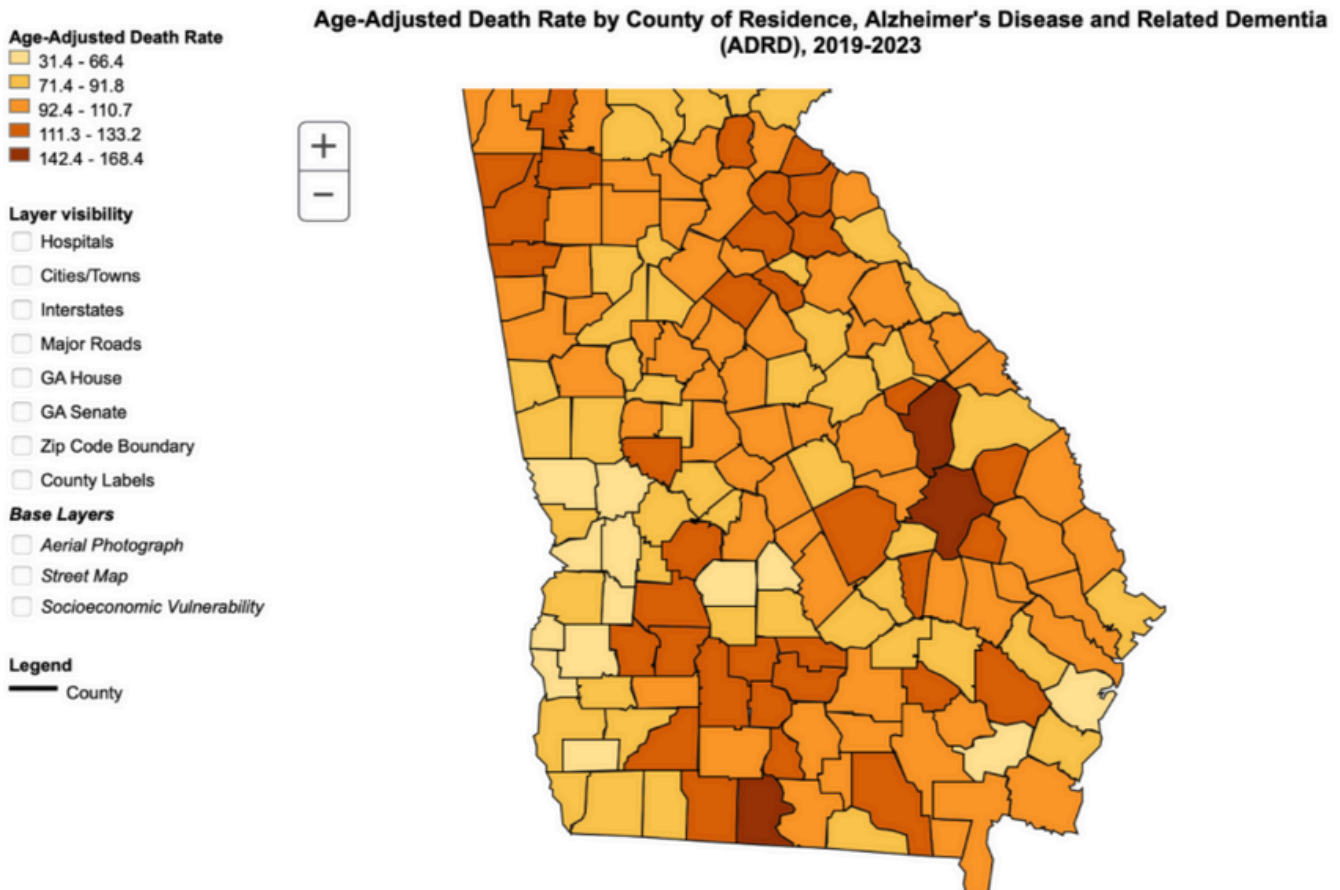 Age-Adjusted Death Rate by County of Residence, Alzheimer's Disease and Related Dementia
(ADRD), 2019-2023
Age-Adjusted Death Rate
31.4 - 66.4
71.4 - 91.8
92.4 - 110.7
111.3 - 133.2
142.4 - 168.4
+
−
Layer visibility
Hospitals
Cities/Towns
Interstates
Major Roads
GA House
GA Senate
Zip Code Boundary
County Labels
Base Layers
Aerial Photograph
Street Map
Socioeconomic Vulnerability
Legend
County